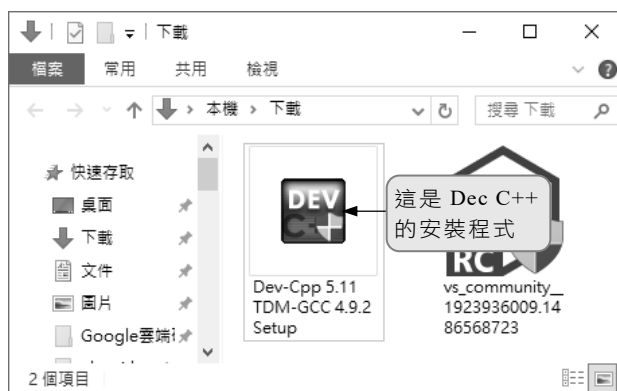 下載
檔案 常用 共用 檢視
本機 › 下載
搜尋 下載
快速存取
桌面
下載
文件
圖片
Google雲端
DEV
C++
Dev-Cpp 5.11
TDM-GCC 4.9.2
Setup
這是 Dec C++
的安裝程式
RC
vs_community__
1923936009.14
86568723
2 個項目